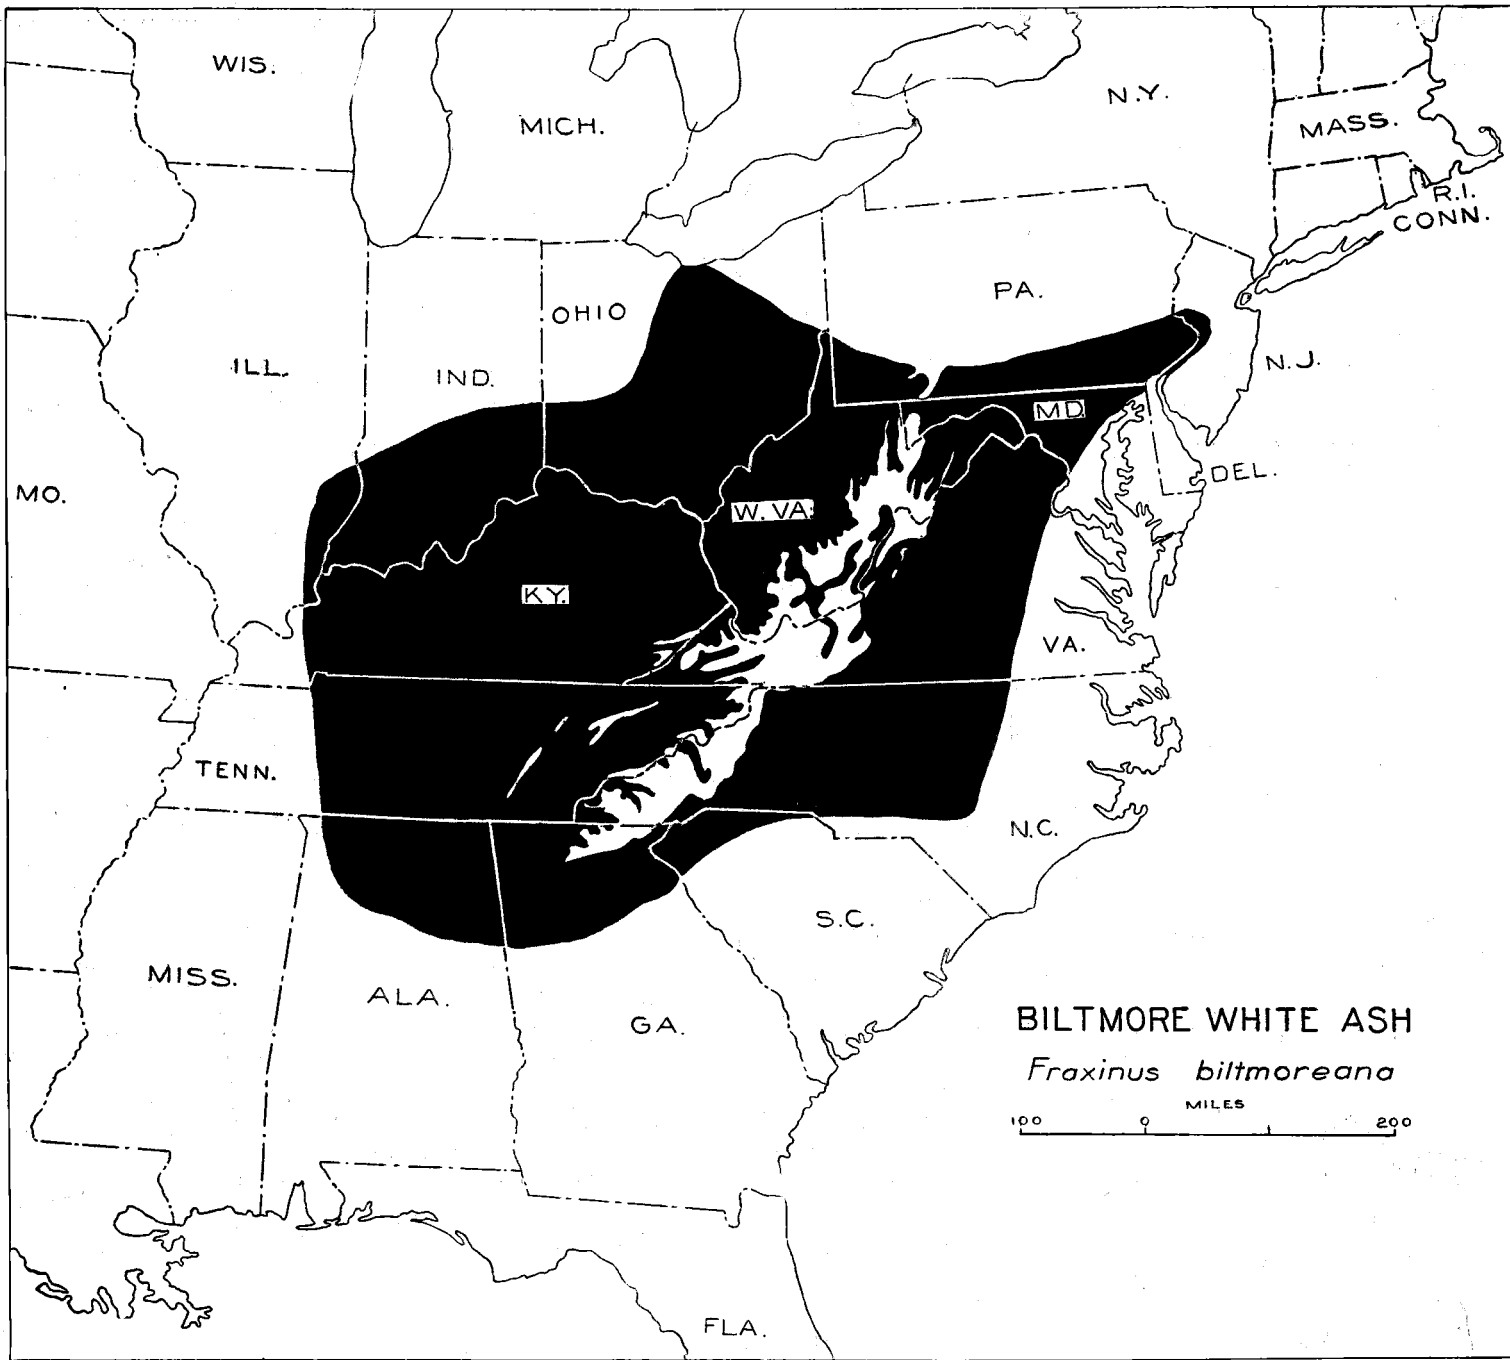 WIS.
MICH.
N.Y.
MASS.
R.I.
CONN.
PA.
OHIO
ILL.
IND.
N.J.
MD.
MO.
DEL.
W.VA.
KY.
VA.
TENN.
N.C.
S.C.
MISS.
ALA.
GA.
BILTMORE WHITE ASH
Fraxinus biltmoreana
MILES
100 0 200
FLA.